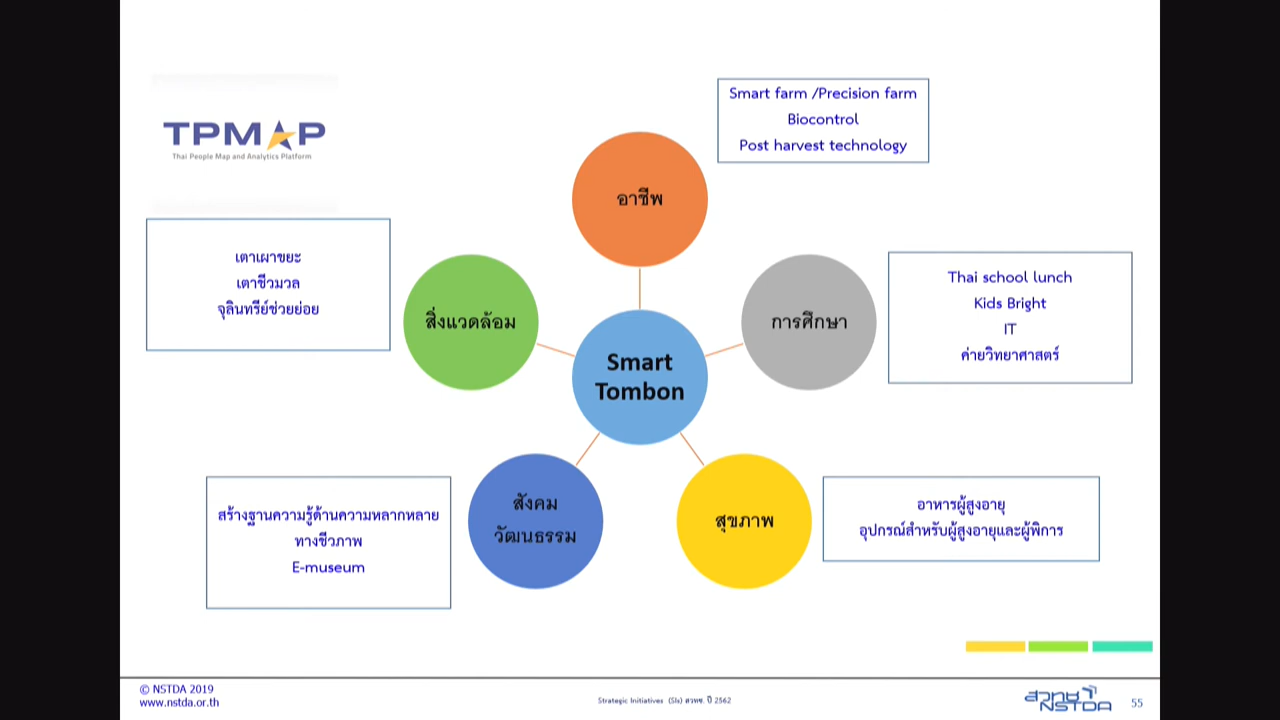 TPMAP
Thai People Map and Analytics Platform
Smart farm /Precision farm
Biocontrol
Post harvest technology
อาชีพ
เตาเผาขยะ
เตาชีวมวล
จุลินทรีย์ช่วยย่อย
สิ่งแวดล้อม
การศึกษา
Thai school lunch
Kids Bright
IT
ค่ายวิทยาศาสตร์
Smart
Tombon
สร้างฐานความรู้ด้านความหลากหลาย
ทางชีวภาพ
E-museum
สังคม
วัฒนธรรม
สุขภาพ
อาหารผู้สูงอายุ
อุปกรณ์สำหรับผู้สูงอายุและผู้พิการ
© NSTDA 2019
www.nstda.or.th
Strategic Initiatives (SIs) สวทช. ปี 2562
สวทช
NSTDA
55